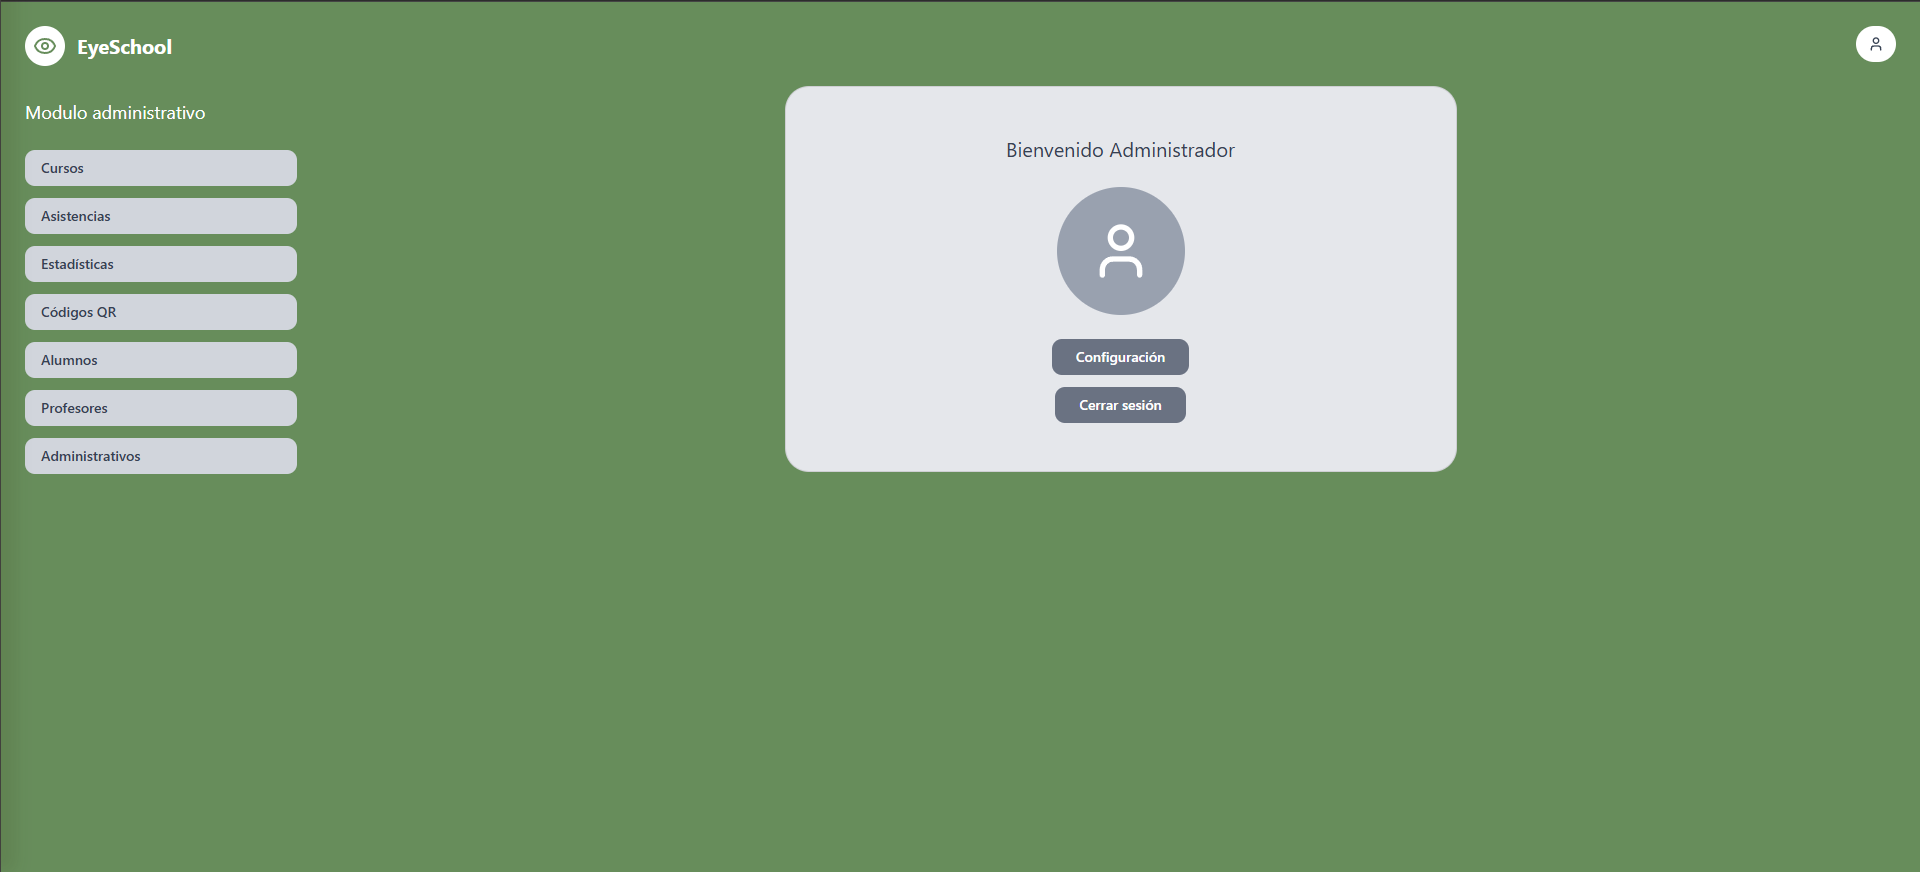 EyeSchool
Modulo administrativo
Cursos
Asistencias
Estadísticas
Códigos QR
Alumnos
Profesores
Administrativos
Bienvenido Administrador
Configuración
Cerrar sesión